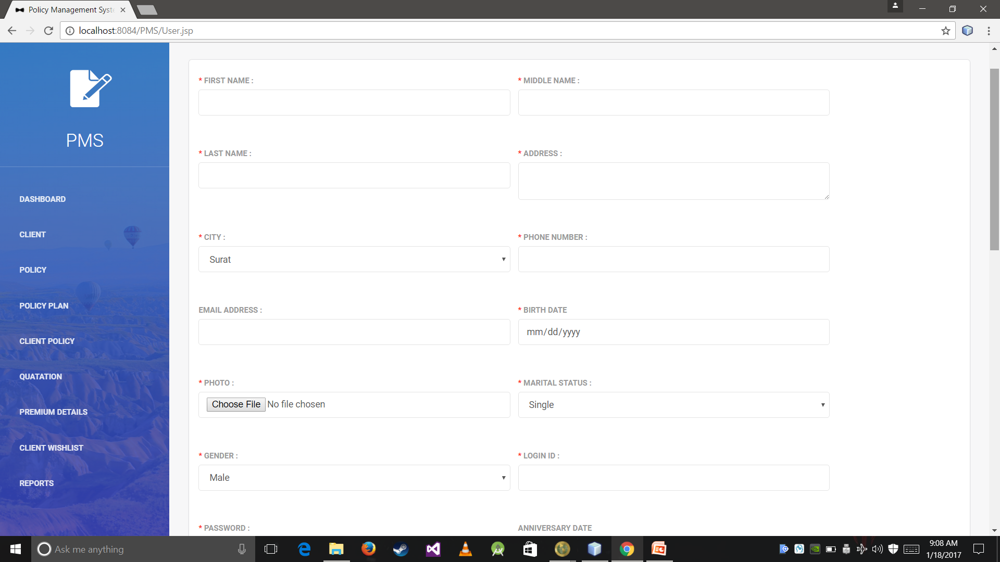 Policy Management Syste
localhost:8084/PMS/User.jsp
PMS
DASHBOARD
CLIENT
POLICY
POLICY PLAN
CLIENT POLICY
QUATATION
PREMIUM DETAILS
CLIENT WISHLIST
REPORTS
* FIRST NAME :
* MIDDLE NAME :
* LAST NAME :
* ADDRESS :
* CITY :
* PHONE NUMBER :
Surat
EMAIL ADDRESS :
* BIRTH DATE
mm/dd/yyyy
* PHOTO :
* MARITAL STATUS :
Choose File No file chosen
Single
* GENDER :
* LOGIN ID :
Male
* PASSWORD :
ANNIVERSARY DATE
Ask me anything
9:08 AM
1/18/2017